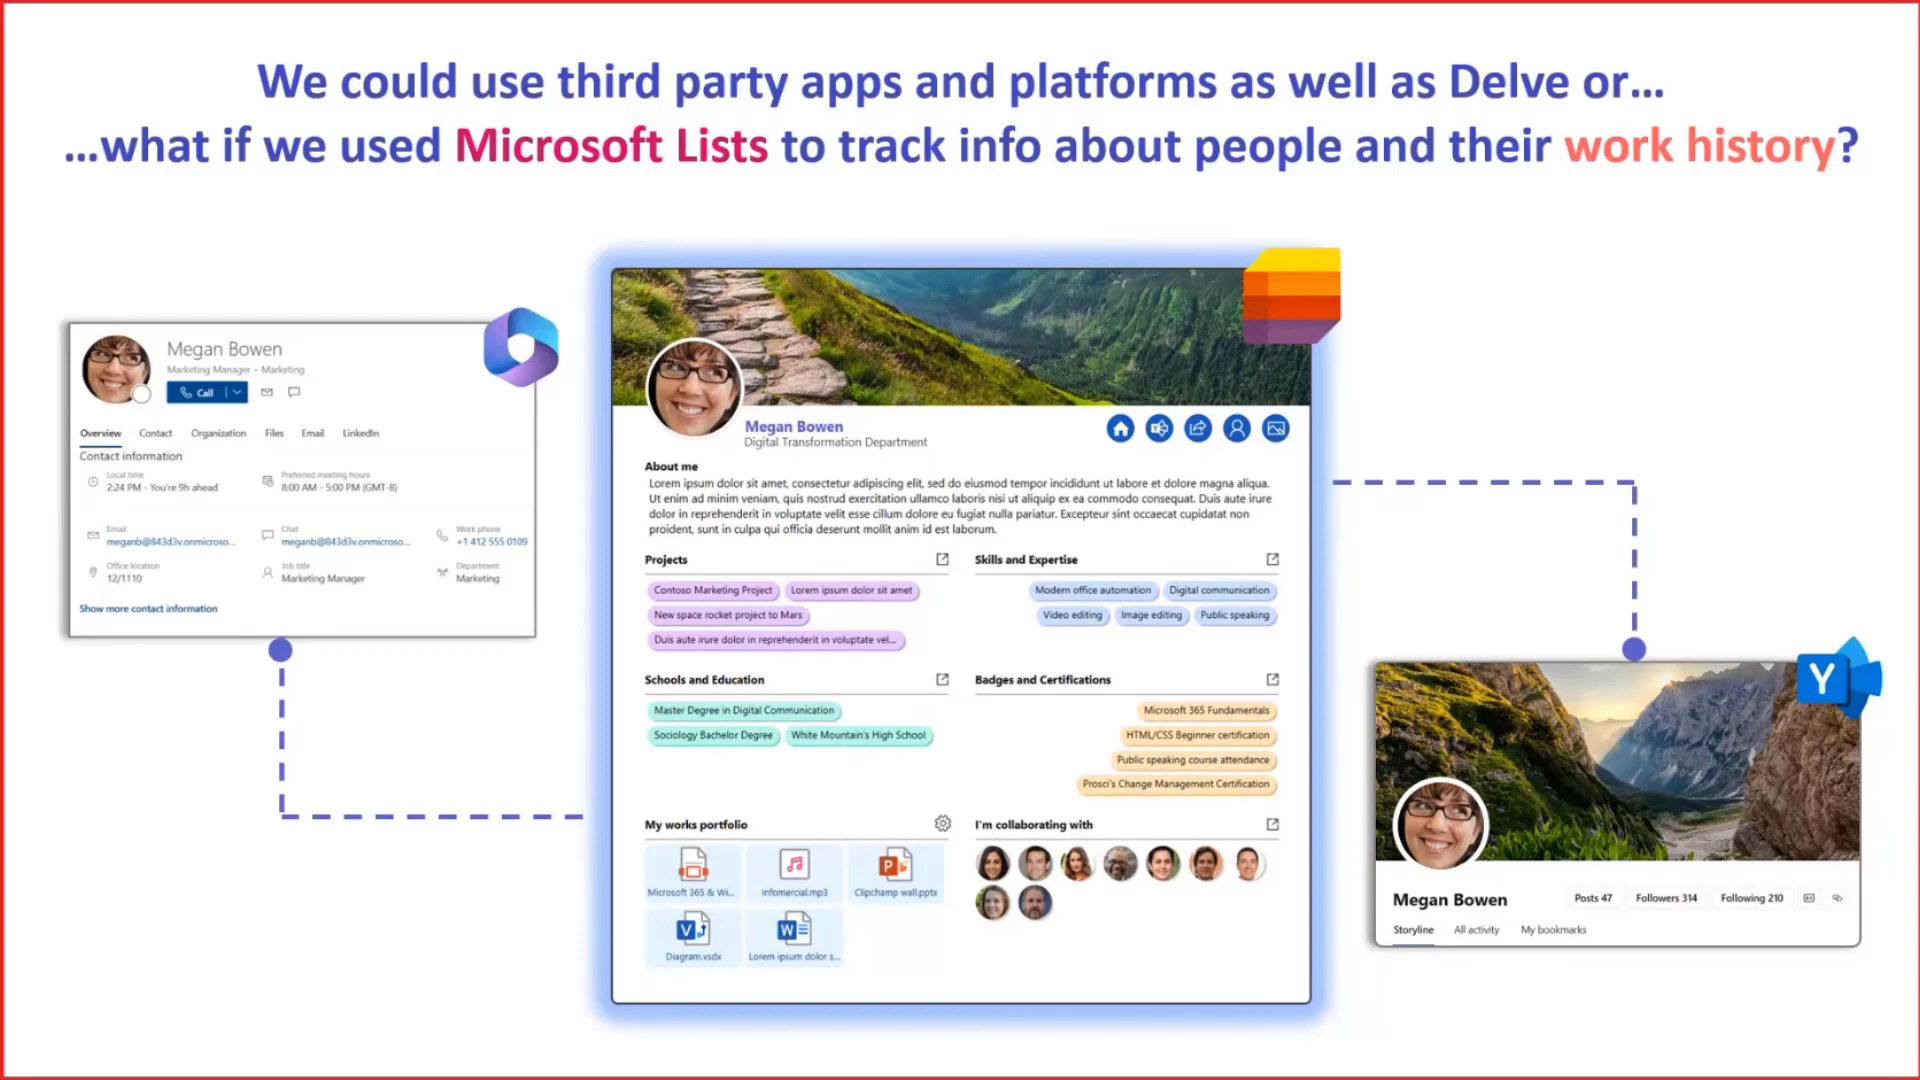 We could use third party apps and platforms as well as Delve or...
...what if we used Microsoft Lists to track info about people and their work history?
Megan Bowen
Marketing Manager • Marketing
Call
Overview Contact Organization Files Email LinkedIn
Contact information
Local time
2:24 PM - You're 9h ahead
Preferred meeting hours
8:00 AM - 5:00 PM (GMT-8)
Email
meganb@843d3v.onmicroso...
Chat
meganb@843d3v.onmicroso...
Work phone
+1 412 555 0109
Office location
12/1110
Job title
Marketing Manager
Department
Marketing
Show more contact information
Megan Bowen
Digital Transformation Department
About me
Lorem ipsum dolor sit amet, consectetur adipiscing elit, sed do eiusmod tempor incididunt ut labore et dolore magna aliqua.
Ut enim ad minim veniam, quis nostrud exercitation ullamco laboris nisi ut aliquip ex ea commodo consequat. Duis aute irure
dolor in reprehenderit in voluptate velit esse cillum dolore eu fugiat nulla pariatur. Excepteur sint occaecat cupidatat non
proident, sunt in culpa qui officia deserunt mollit anim id est laborum.
Projects
Contoso Marketing Project
Lorem ipsum dolor sit amet
New space rocket project to Mars
Duis aute irure dolor in reprehenderit in voluptate vel...
Skills and Expertise
Modern office automation
Digital communication
Video editing
Image editing
Public speaking
Schools and Education
Master Degree in Digital Communication
Sociology Bachelor Degree
White Mountain's High School
Badges and Certifications
Microsoft 365 Fundamentals
HTML/CSS Beginner certification
Public speaking course attendance
Prosci's Change Management Certification
My works portfolio
Microsoft 365 & Wi...
Infomercial.mp3
P
Clipchamp wall.pptx
V
Diagram.vsdx
W
Lorem ipsum dolor s...
I'm collaborating with
Y
Megan Bowen
Posts 47
Followers 314
Following 210
Storyline All activity My bookmarks